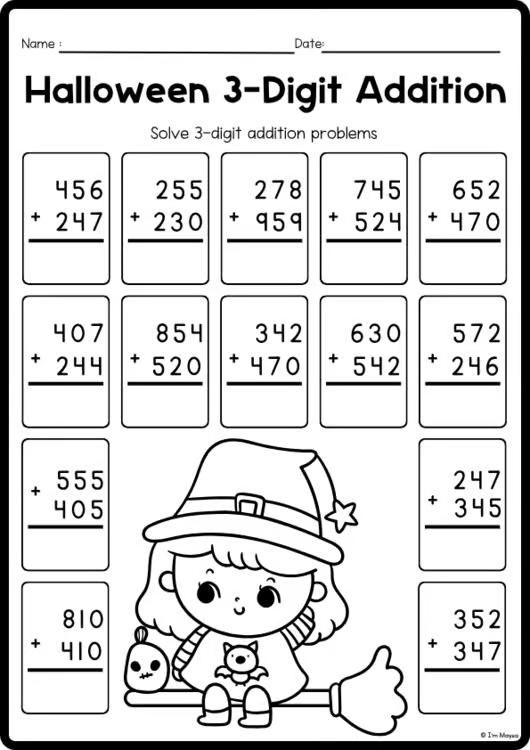 Name : Date:
Halloween 3-Digit Addition
Solve 3-digit addition problems
456 255 278 745 652
+ 247 + 230 + 959 + 524 + 470
407 854 342 630 572
+ 244 + 520 + 470 + 542 + 246
+ 555 247
405 + 345
810 352
+ 410 + 347
© I'm Maysa